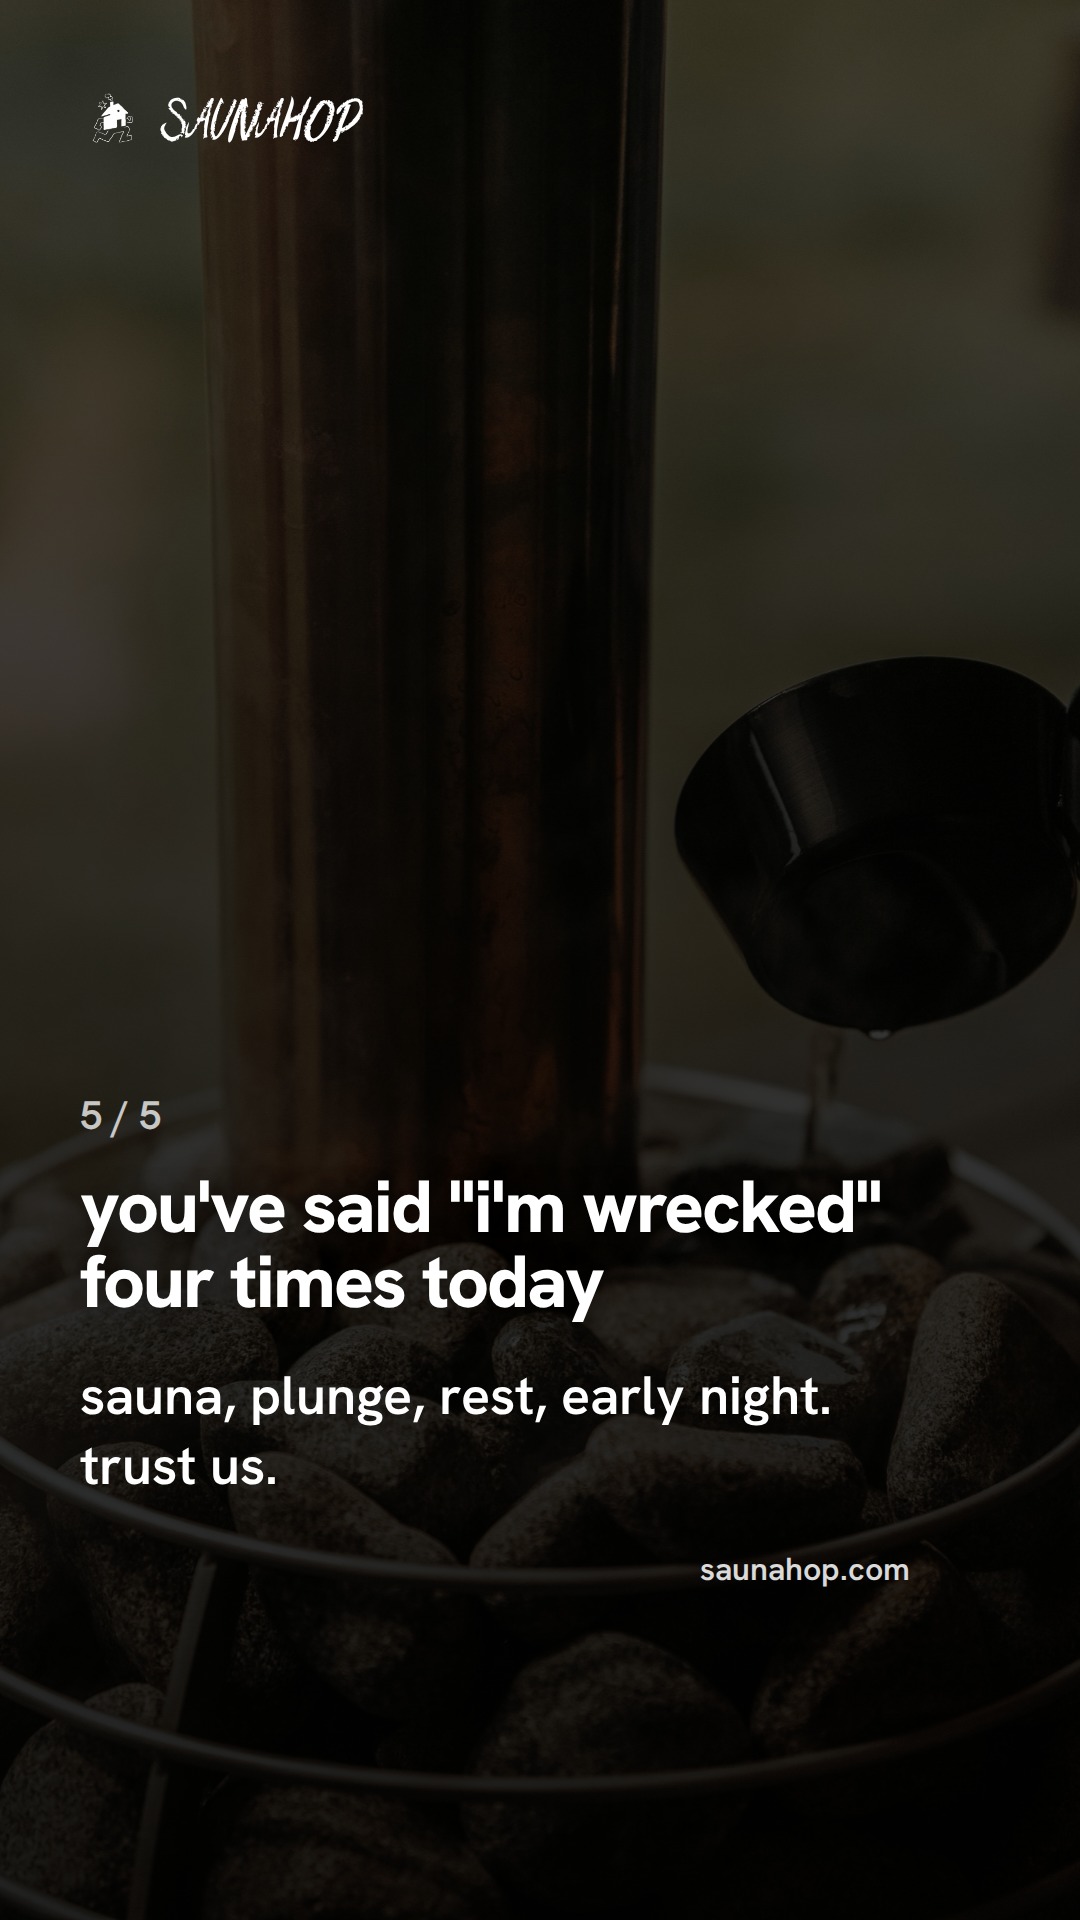 SAUNAHOP
5 / 5
you've said "i'm wrecked"
four times today
sauna, plunge, rest, early night.
trust us.
saunahop.com